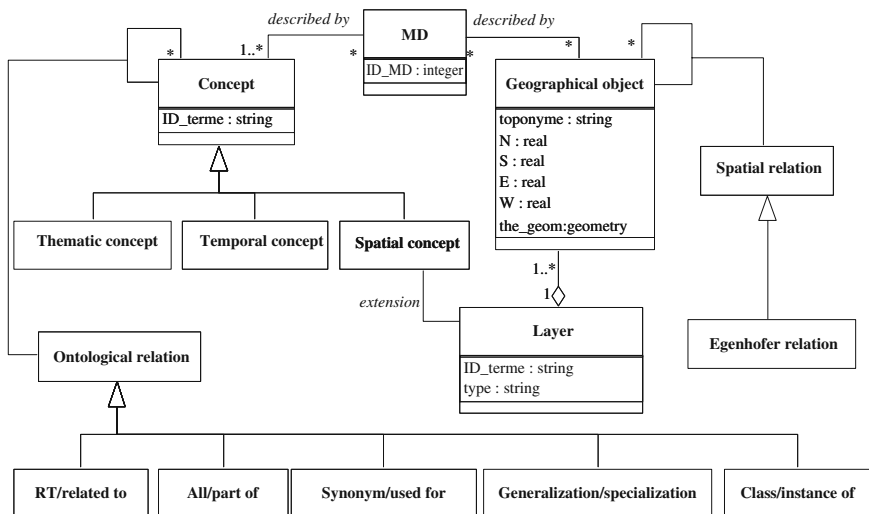 described by
MD
described by
* 1..* * * * *
ID_MD : integer
Concept
Geographical object
ID_terme : string
toponyme : string
N : real
S : real
E : real
W : real
the_geom:geometry
Spatial relation
Thematic concept
Temporal concept
Spatial concept
1..*
extension
1
Layer
Ontological relation
Egenhofer relation
ID_terme : string
type : string
RT/related to
All/part of
Synonym/used for
Generalization/specialization
Class/instance of